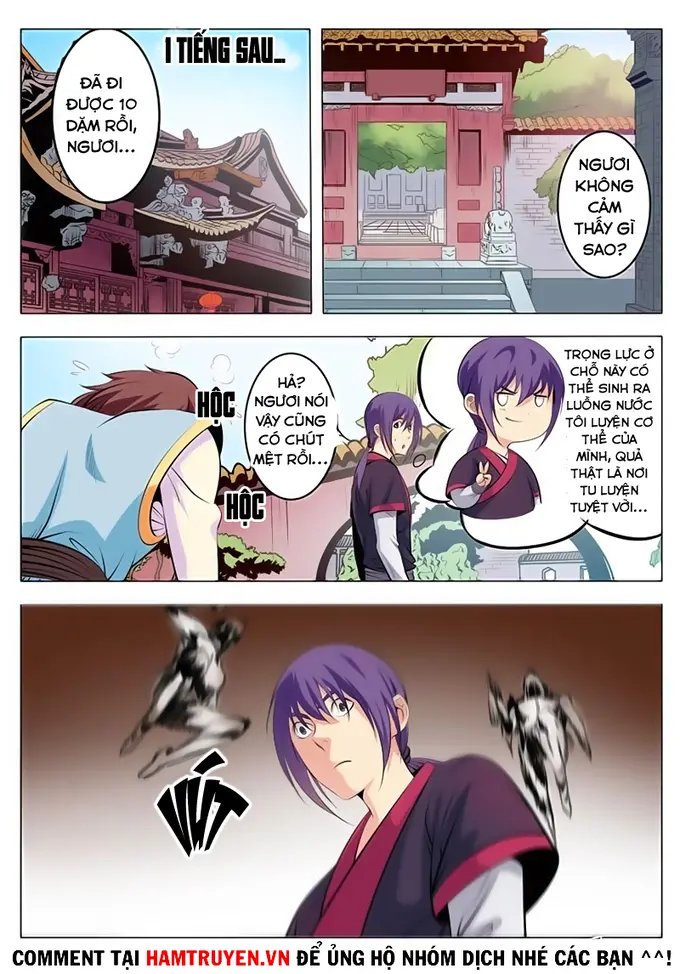 1 TIẾNG SAU...
ĐÃ ĐI
ĐƯỢC 10
DẶM RỒI,
NGƯƠI...
NGƯƠI
KHÔNG
CẢM
THẤY GÌ
SAO?
HỘC
HỘC
HẢ?
NGƯƠI NÓI
VẬY CŨNG
CÓ CHÚT
MỆT RỒI...
TRỌNG LỰC Ở
CHỖ NÀY CÓ
THỂ SINH RA
LUỒNG NƯỚC
TÔI LUYỆN CƠ
THỂ CỦA
MÌNH, QUẢ
THẬT LÀ NƠI
TU LUYỆN
TUYỆT VỜI...
VÚT
COMMENT TẠI HAMTRUYEN.VN ĐỂ ỦNG HỘ NHÓM DỊCH NHÉ CÁC BẠN ^^!